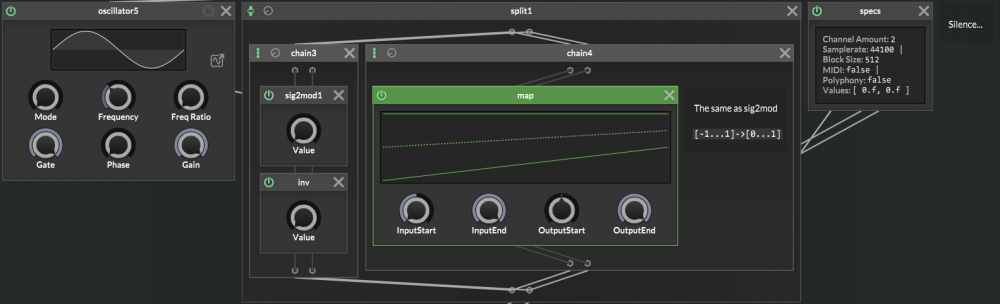 oscillator5
Mode
Frequency
Freq Ratio
Gate
Phase
Gain
split1
chain3
sig2mod1
Value
inv
Value
chain4
map
InputStart
InputEnd
OutputStart
OutputEnd
The same as sig2mod
[-1...1]->[0...1]
specs
Channel Amount: 2
Samplerate: 44100 |
Block Size: 512
MIDI: false |
Polyphony: false
Values: [ 0.f, 0.f ]
Silence...